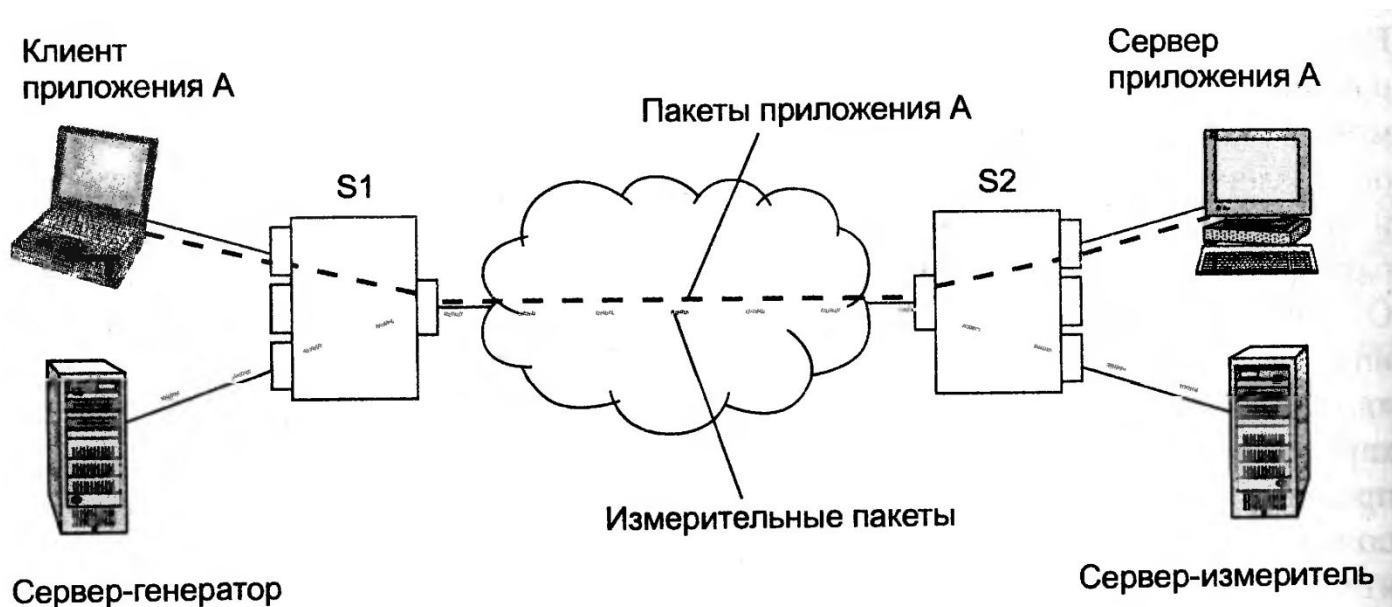 Клиент
приложения А
Сервер
приложения А
Пакеты приложения А
S1
S2
Измерительные пакеты
Сервер-генератор
Сервер-измеритель